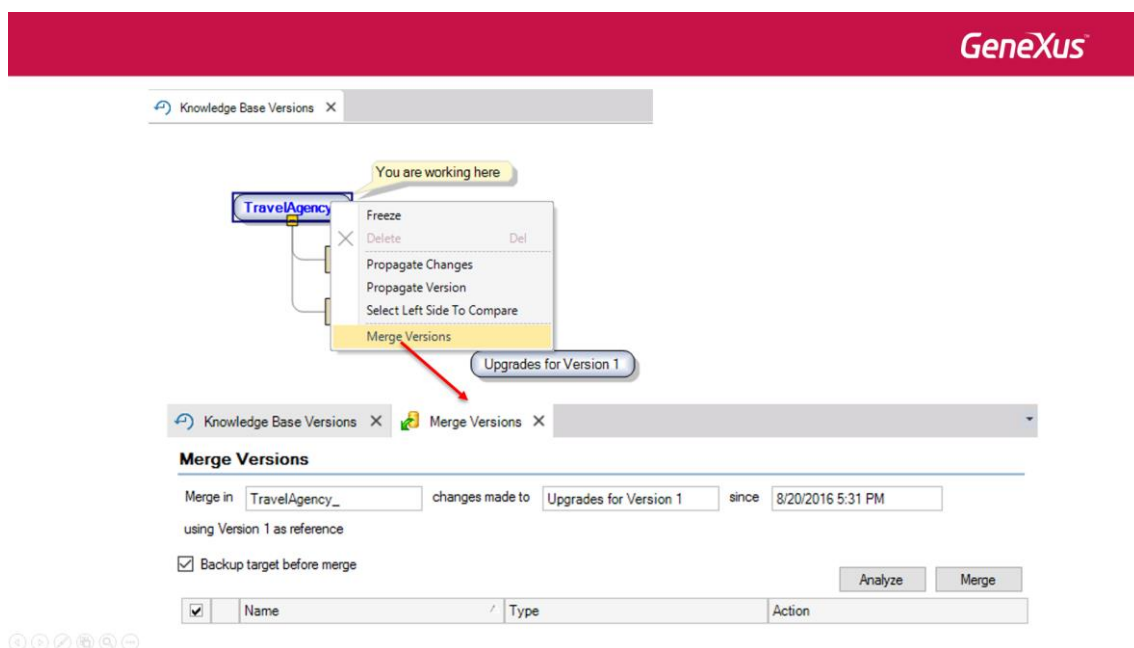 GeneXus
Knowledge Base Versions
You are working here
TravelAgency
Freeze
Delete Del
Propagate Changes
Propagate Version
Select Left Side To Compare
Merge Versions
Upgrades for Version 1
Knowledge Base Versions Merge Versions
Merge Versions
Merge in TravelAgency_ changes made to Upgrades for Version 1 since 8/20/2016 5:31 PM
using Version 1 as reference
Backup target before merge
Analyze Merge
Name Type Action